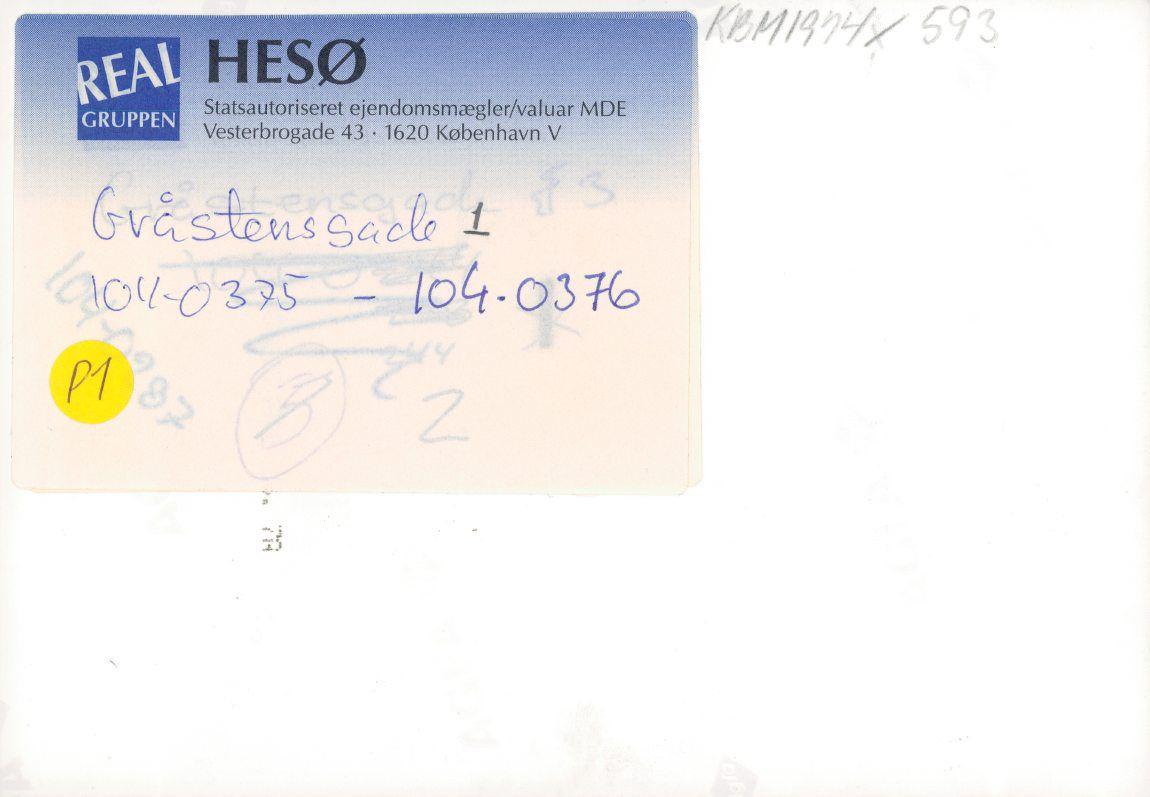 KBM1974X 593
REAL GRUPPEN
HESØ
Statsautoriseret ejendomsmægler/valuar MDE
Vesterbrogade 43 · 1620 København V
Gråstensgade 1
104-0375 - 104-0376
P1
3
2